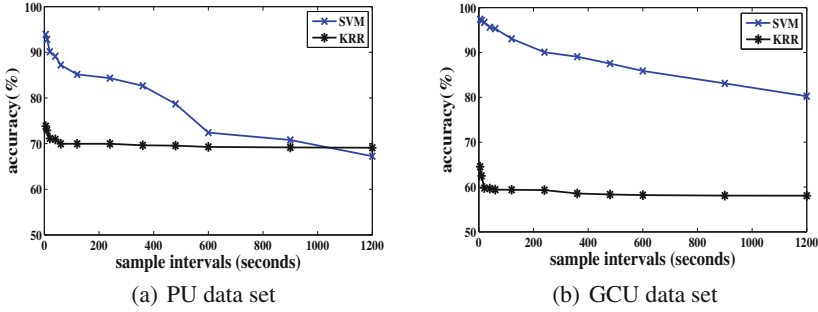 100
90
80
70
60
50
accuracy(%)
0
200
400
600
800
1000
1200
sample intervals (seconds)
SVM
KRR
(a) PU data set
100
90
80
70
60
50
accuracy(%)
0
200
400
600
800
1000
1200
sample intervals (seconds)
SVM
KRR
(b) GCU data set